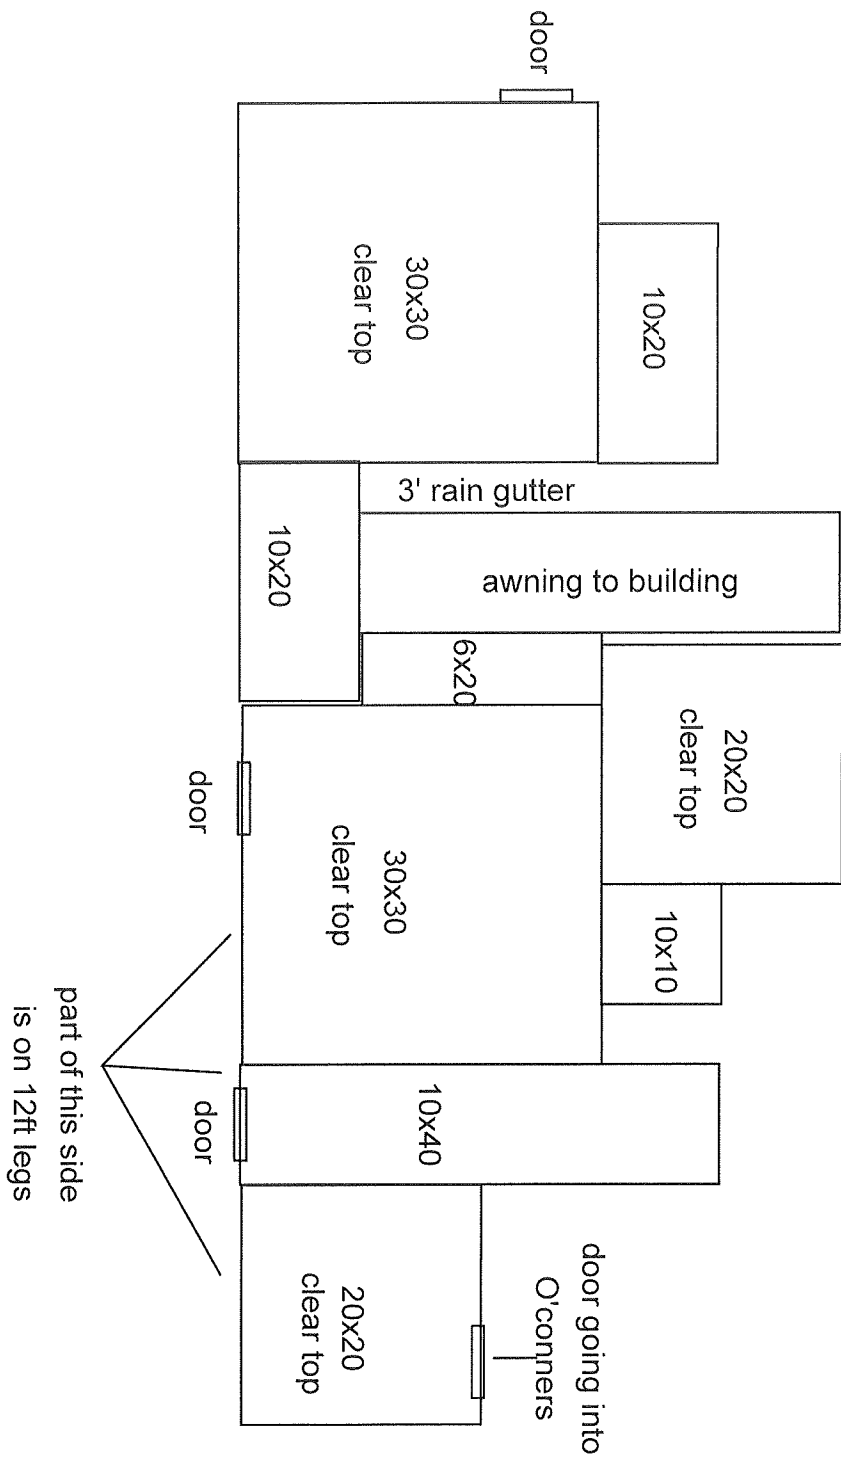 door
30x30
clear top
10x20
3' rain gutter
10x20
awning to building
6x20
20x20
clear top
door
30x30
clear top
10x10
part of this side
is on 12ft legs
door
10x40
door going into
O'conners
20x20
clear top